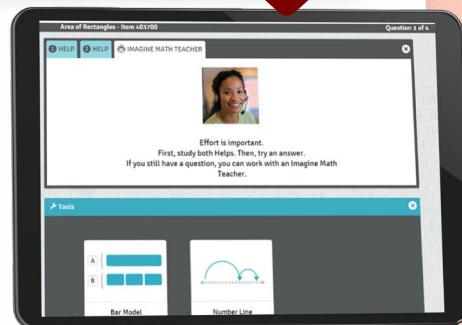 Area of Rectangles - Item 403700
Question 1 of 4
1 HELP 2 HELP IMAGINE MATH TEACHER
Effort is important.
First, study both Helps. Then, try an answer.
If you still have a question, you can work with an Imagine Math
Teacher.
Tools
A
B
Bar Model
Number Line